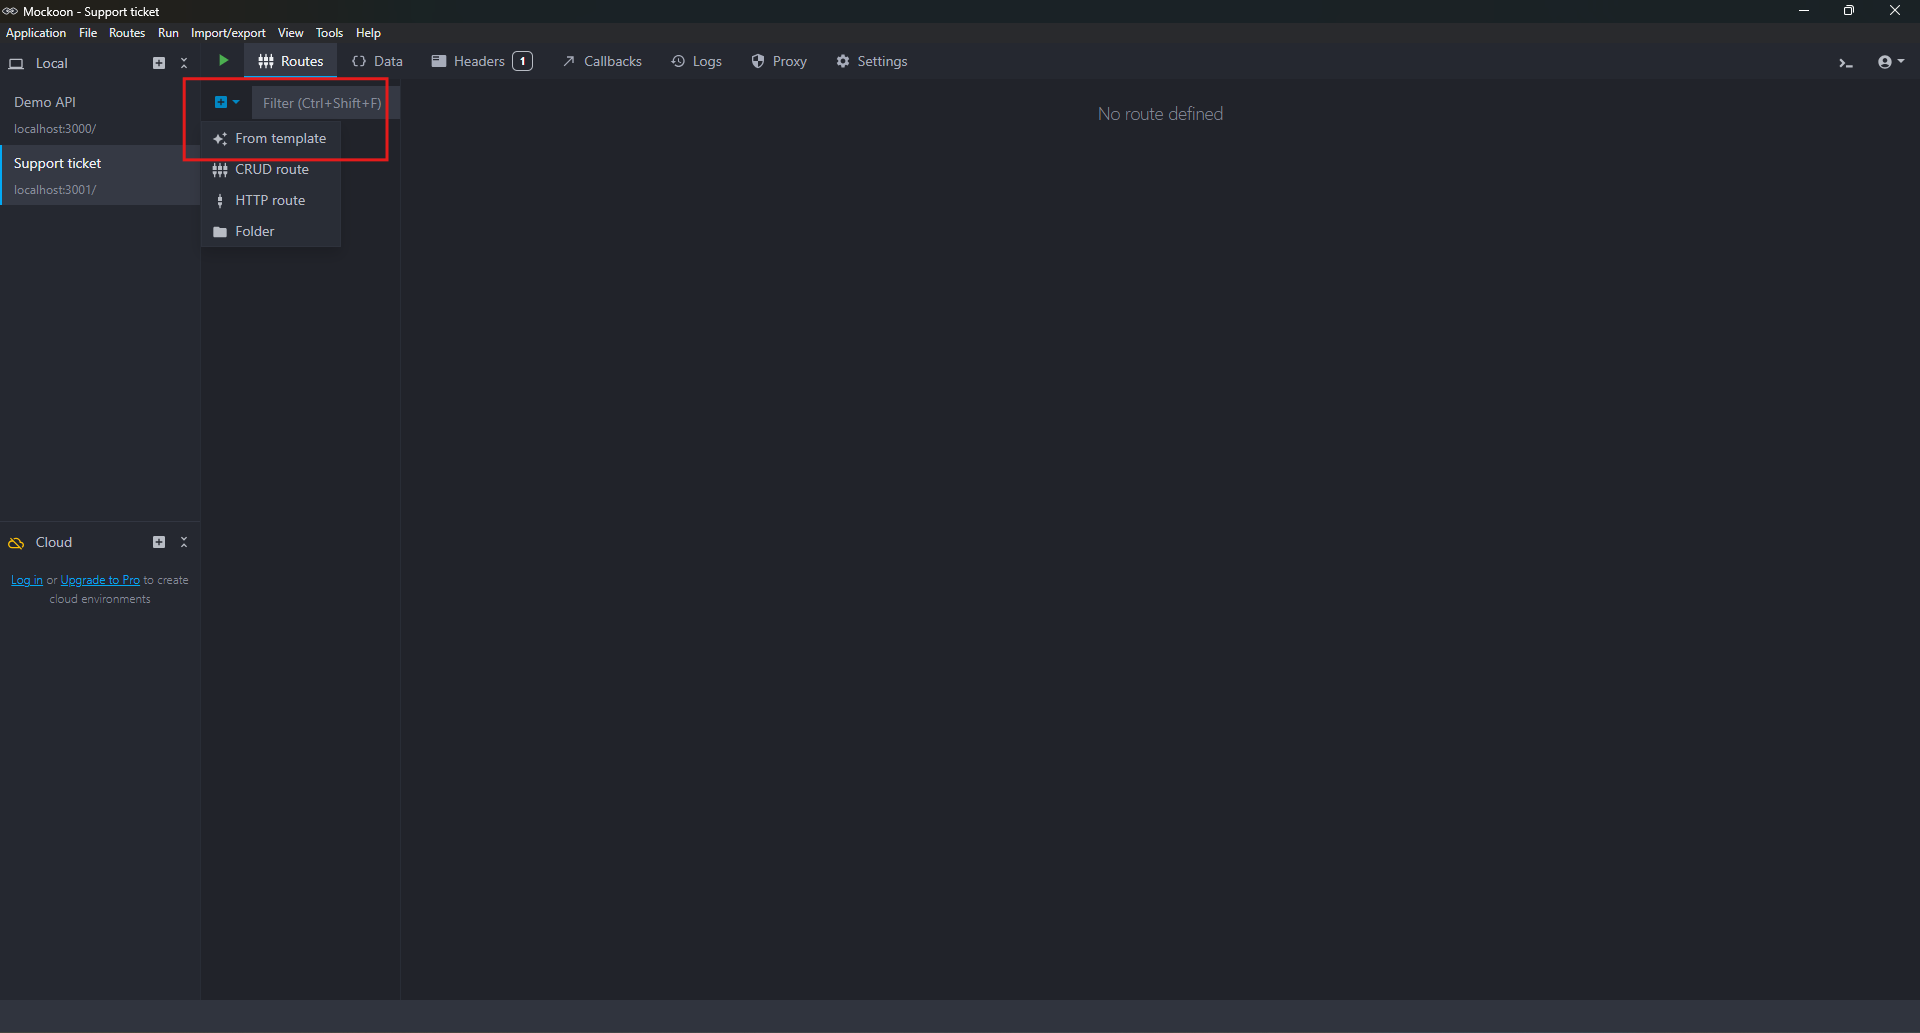 Mockoon - Support ticket
Application File Routes Run Import/export View Tools Help
Local
Routes Data Headers 1 Callbacks Logs Proxy Settings
Demo API
localhost:3000/
Support ticket
localhost:3001/
Filter (Ctrl+Shift+F)
From template
CRUD route
HTTP route
Folder
No route defined
Cloud
Log in or Upgrade to Pro to create
cloud environments